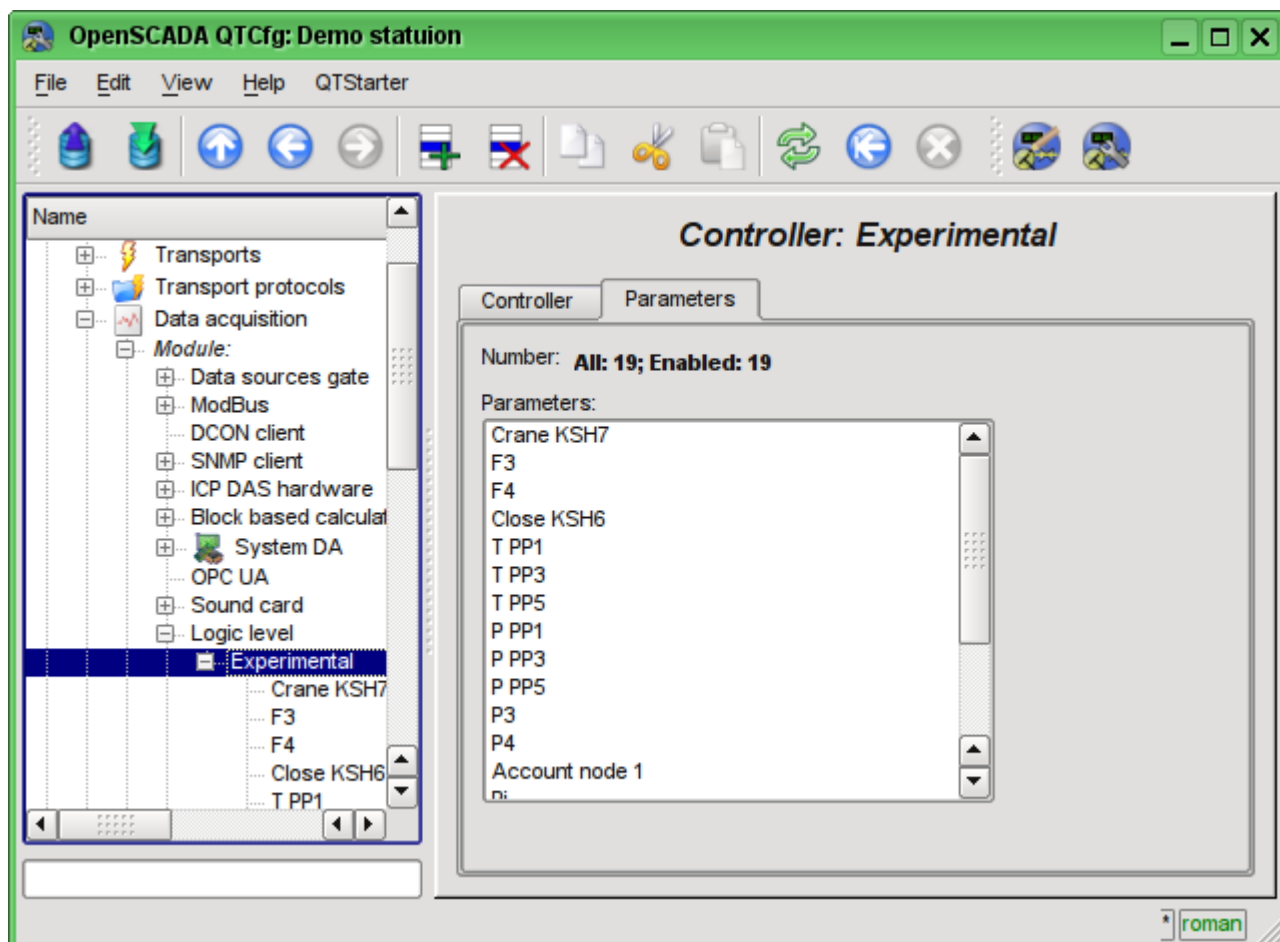 OpenSCADA QTCfg: Demo statuion
File Edit View Help QTStarter
Name
Transports
Transport protocols
Data acquisition
Module:
Data sources gate
ModBus
DCON client
SNMP client
ICP DAS hardware
Block based calculat
System DA
OPC UA
Sound card
Logic level
Experimental
Crane KSH7
F3
F4
Close KSH6
T PP1
Controller: Experimental
Controller Parameters
Number: All: 19; Enabled: 19
Parameters:
Crane KSH7
F3
F4
Close KSH6
T PP1
T PP3
T PP5
P PP1
P PP3
P PP5
P3
P4
Account node 1
* roman